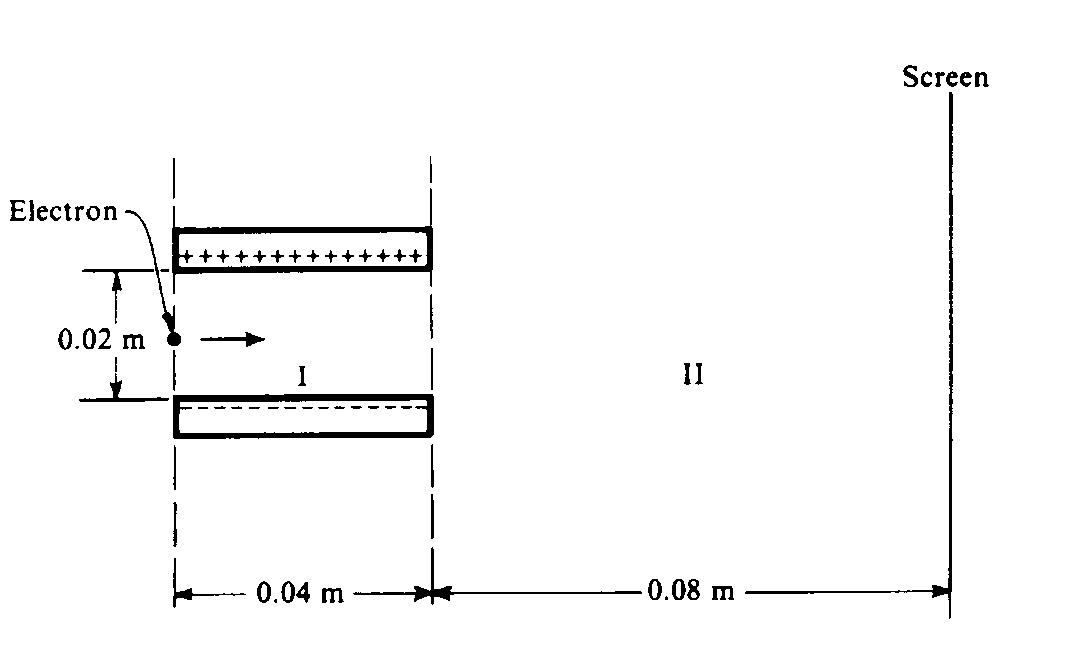 Screen
Electron
+ + + + + + + + + + + + + +
0.02 m
I
II
0.04 m
0.08 m